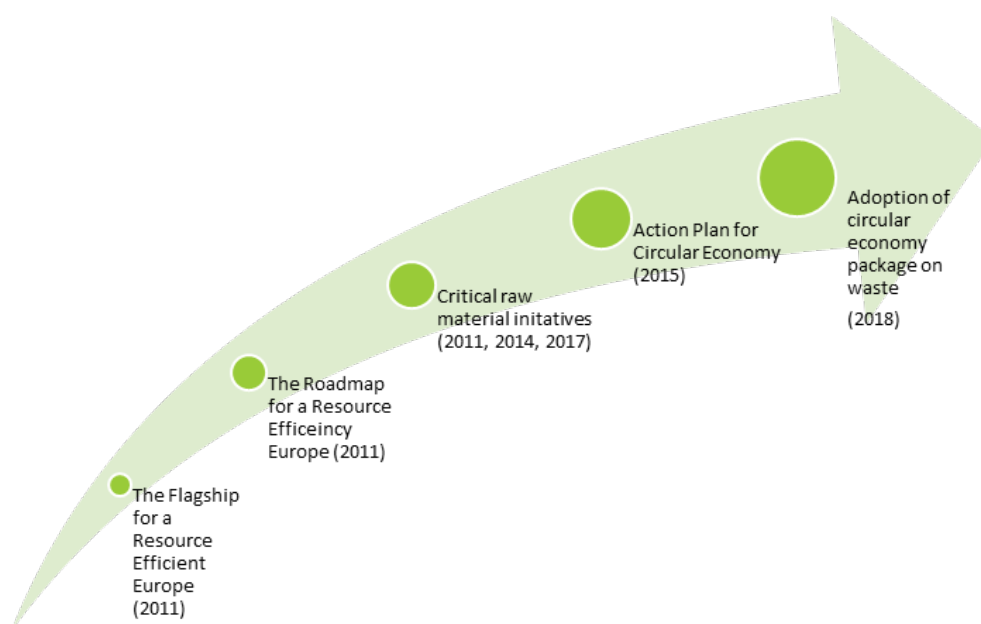 The Flagship
for a
Resource
Efficient
Europe
(2011)
The Roadmap
for a Resource
Efficeincy
Europe (2011)
Critical raw
material initatives
(2011, 2014, 2017)
Action Plan for
Circular Economy
(2015)
Adoption of
circular
economy
package on
waste
(2018)